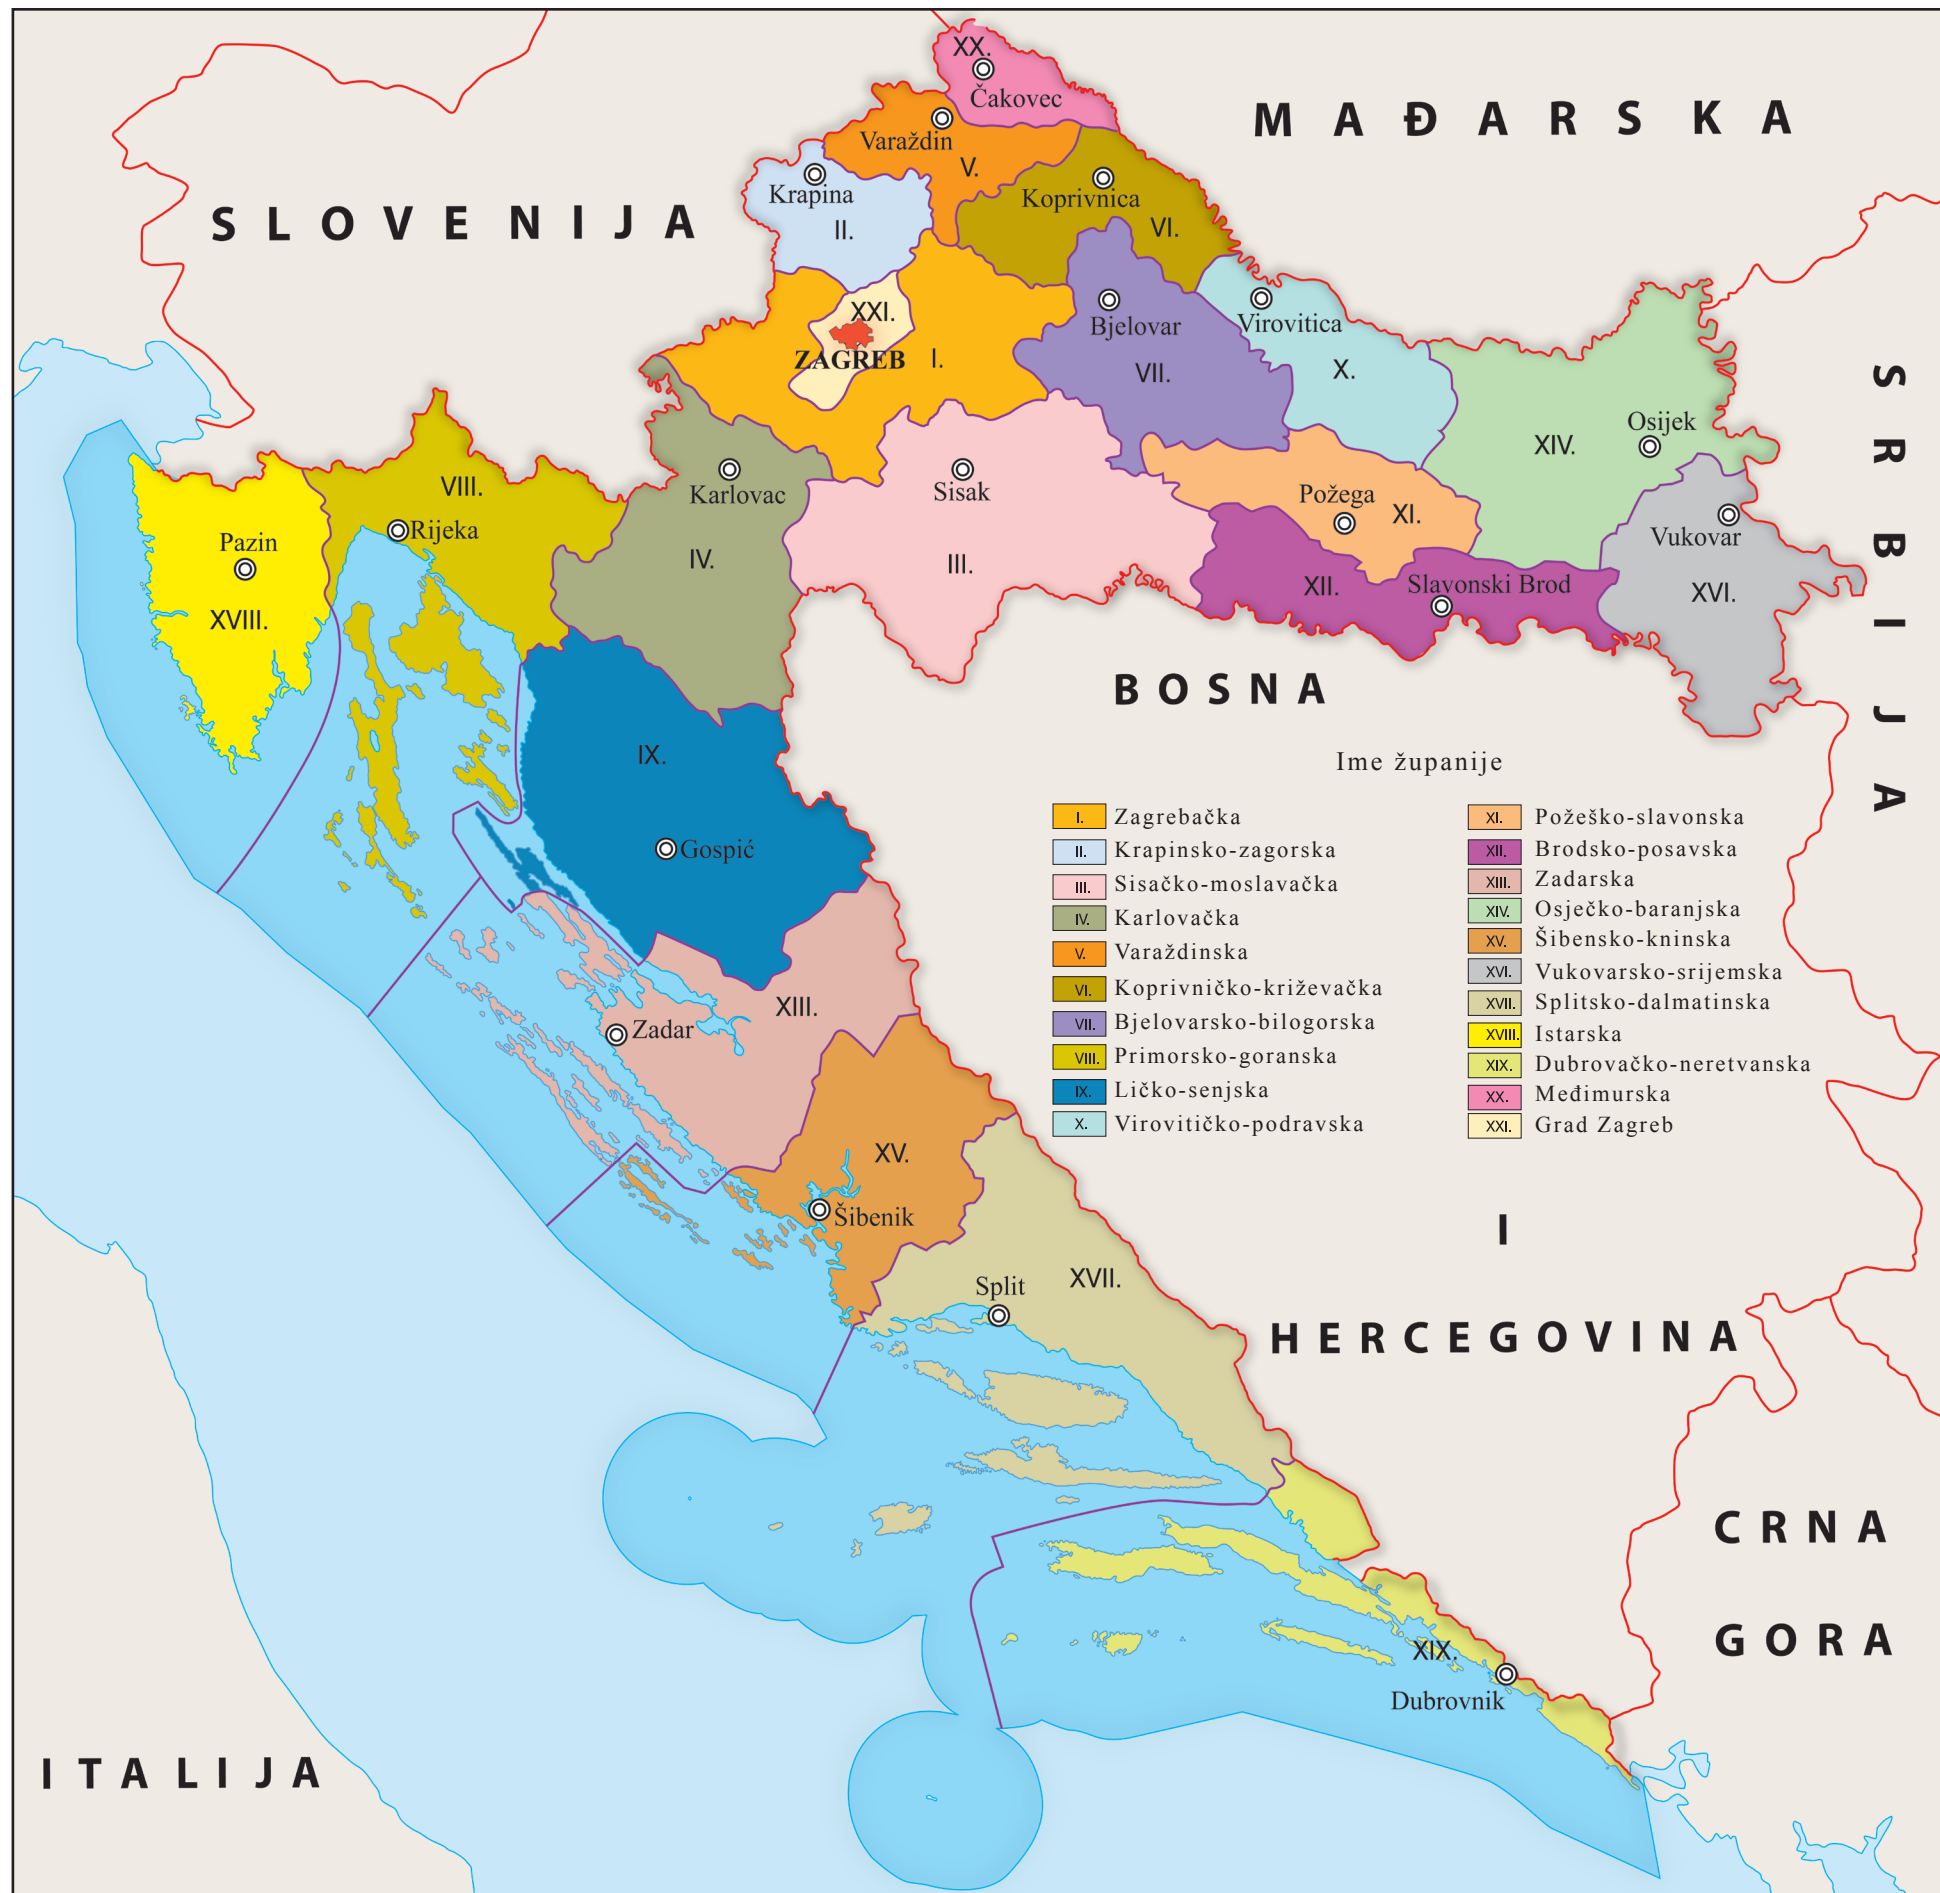 XX.
Čakovec
MAĐARSKA
Varaždin
V.
Krapina
II.
Koprivnica
VI.
SLOVENIJA
XXI.
ZAGREB
I.
Bjelovar
VII.
Virovitica
X.
Osijek
XIV.
SRBIJA
VIII.
Rijeka
Karlovac
IV.
Sisak
III.
Požega
XI.
Vukovar
XVI.
Pazin
XVIII.
XII.
Slavonski Brod
BOSNA
IX.
Gospić
Ime županije
I. Zagrebačka
II. Krapinsko-zagorska
III. Sisačko-moslavačka
IV. Karlovačka
V. Varaždinska
VI. Koprivničko-križevačka
VII. Bjelovarsko-bilogorska
VIII. Primorsko-goranska
IX. Ličko-senjska
X. Virovitičko-podravska
XI. Požeško-slavonska
XII. Brodsko-posavska
XIII. Zadarska
XIV. Osječko-baranjska
XV. Šibensko-kninska
XVI. Vukovarsko-srijemska
XVII. Splitsko-dalmatinska
XVIII. Istarska
XIX. Dubrovačko-neretvanska
XX. Međimurska
XXI. Grad Zagreb
XIII.
Zadar
XV.
Šibenik
I
XVII.
Split
HERCEGOVINA
CRNA
GORA
XIX.
Dubrovnik
ITALIJA